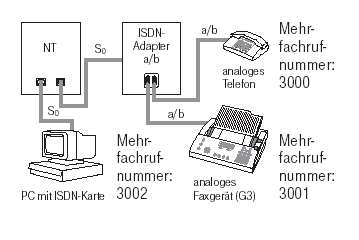 NT
S₀
ISDN-
Adapter
a/b
a/b
analoges
Telefon
Mehr-
fachruf-
nummer:
3000
S₀
a/b
PC mit ISDN-Karte
Mehr-
fachruf-
nummer:
3002
analoges
Faxgerät (G3)
Mehr-
fachruf-
nummer:
3001